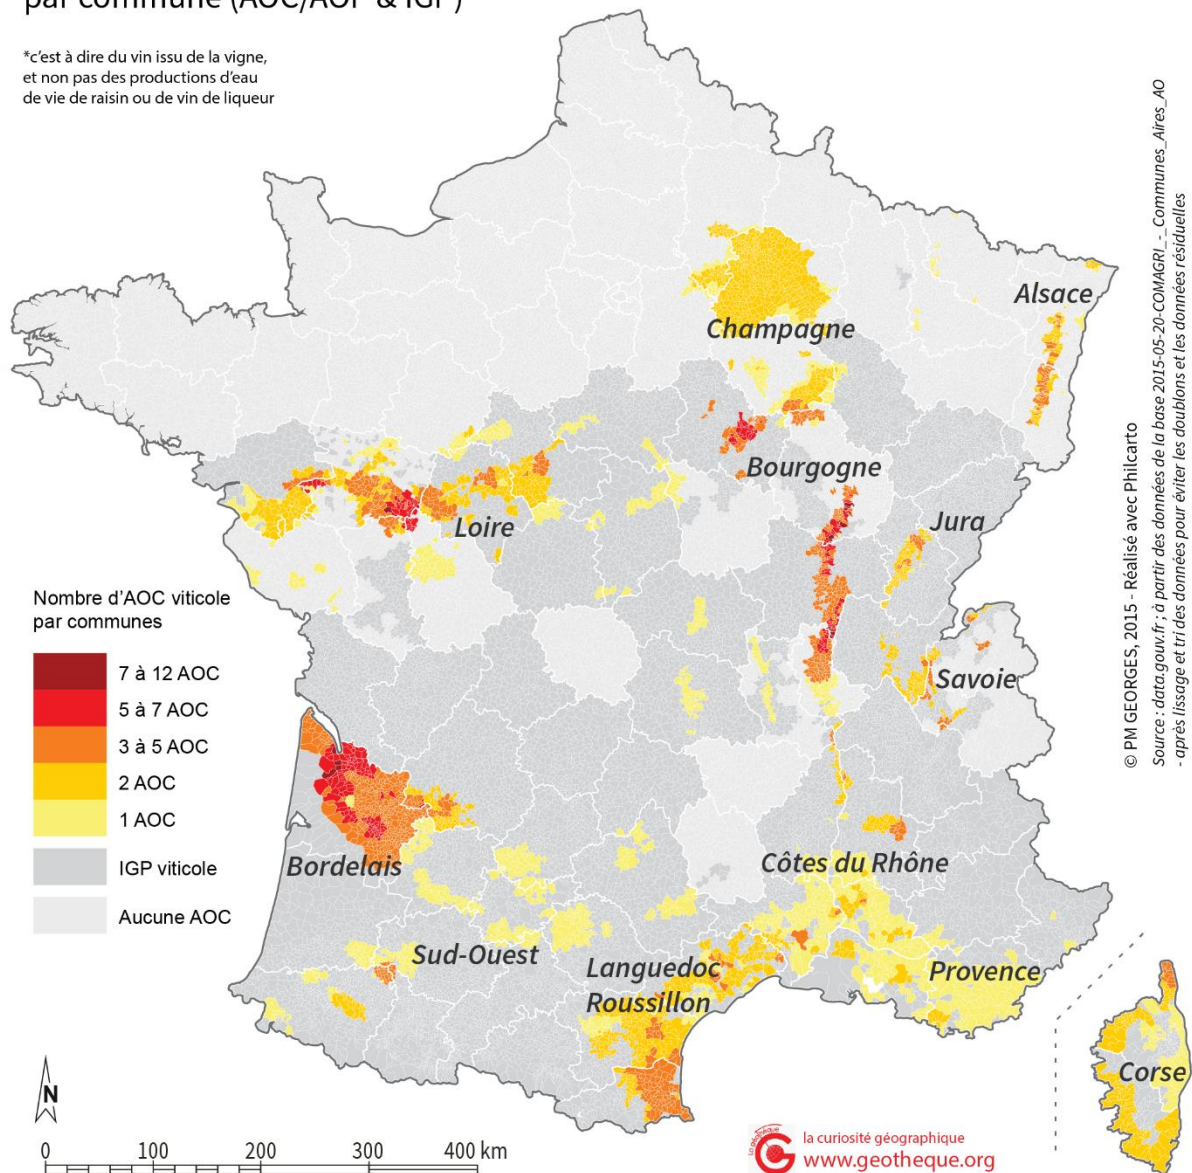 par commune (AOC/AOP & IGP)
*c'est à dire du vin issu de la vigne,
et non pas des productions d'eau
de vie de raisin ou de vin de liqueur
Champagne
Alsace
Bourgogne
Loire
Jura
Savoie
Bordelais
Côtes du Rhône
Sud-Ouest
Languedoc
Roussillon
Provence
Corse
Nombre d'AOC viticole
par communes
7 à 12 AOC
5 à 7 AOC
3 à 5 AOC
2 AOC
1 AOC
IGP viticole
Aucune AOC
N
0 100 200 300 400 km
la curiosité géographique
www.geotheque.org
© PM GEORGES, 2015 - Réalisé avec Philcarto
Source : data.gouv.fr ; à partir des données de la base 2015-05-20-COMAGRI_-_Communes_Aires_AO
- après lissage et tri des données pour éviter les doublons et les données résiduelles